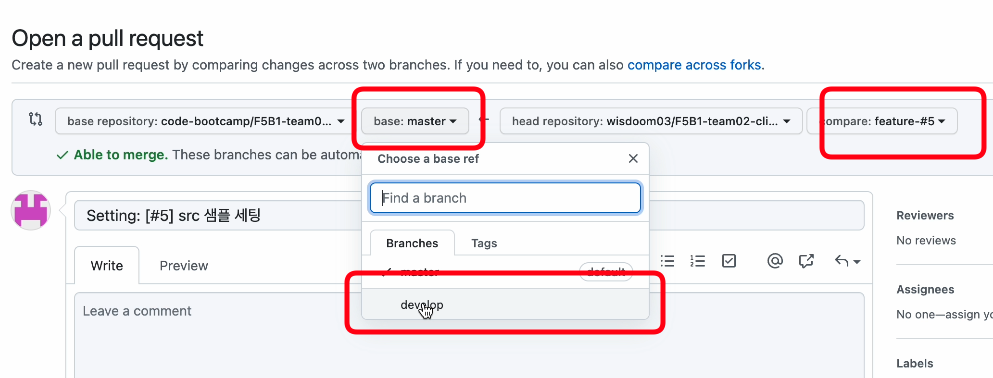 Open a pull request
Create a new pull request by comparing changes across two branches. If you need to, you can also compare across forks.
base repository: code-bootcamp/F5B1-team0... base: master head repository: wisdoom03/F5B1-team02-cli... compare: feature-#5
Able to merge. These branches can be automa
Choose a base ref
Find a branch
Branches Tags
master default
develop
Setting: [#5] src 샘플 세팅
Write Preview
Leave a comment
Reviewers
No reviews
Assignees
No one—assign yo
Labels